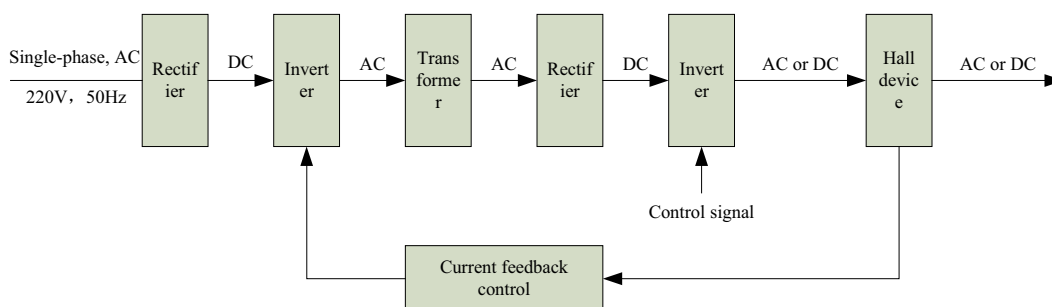 Single-phase, AC
220V，50Hz
Rectif
ier
DC
Invert
er
AC
Trans
forme
r
AC
Rectif
ier
DC
Invert
er
AC or DC
Hall
devic
e
AC or DC
Control signal
Current feedback
control